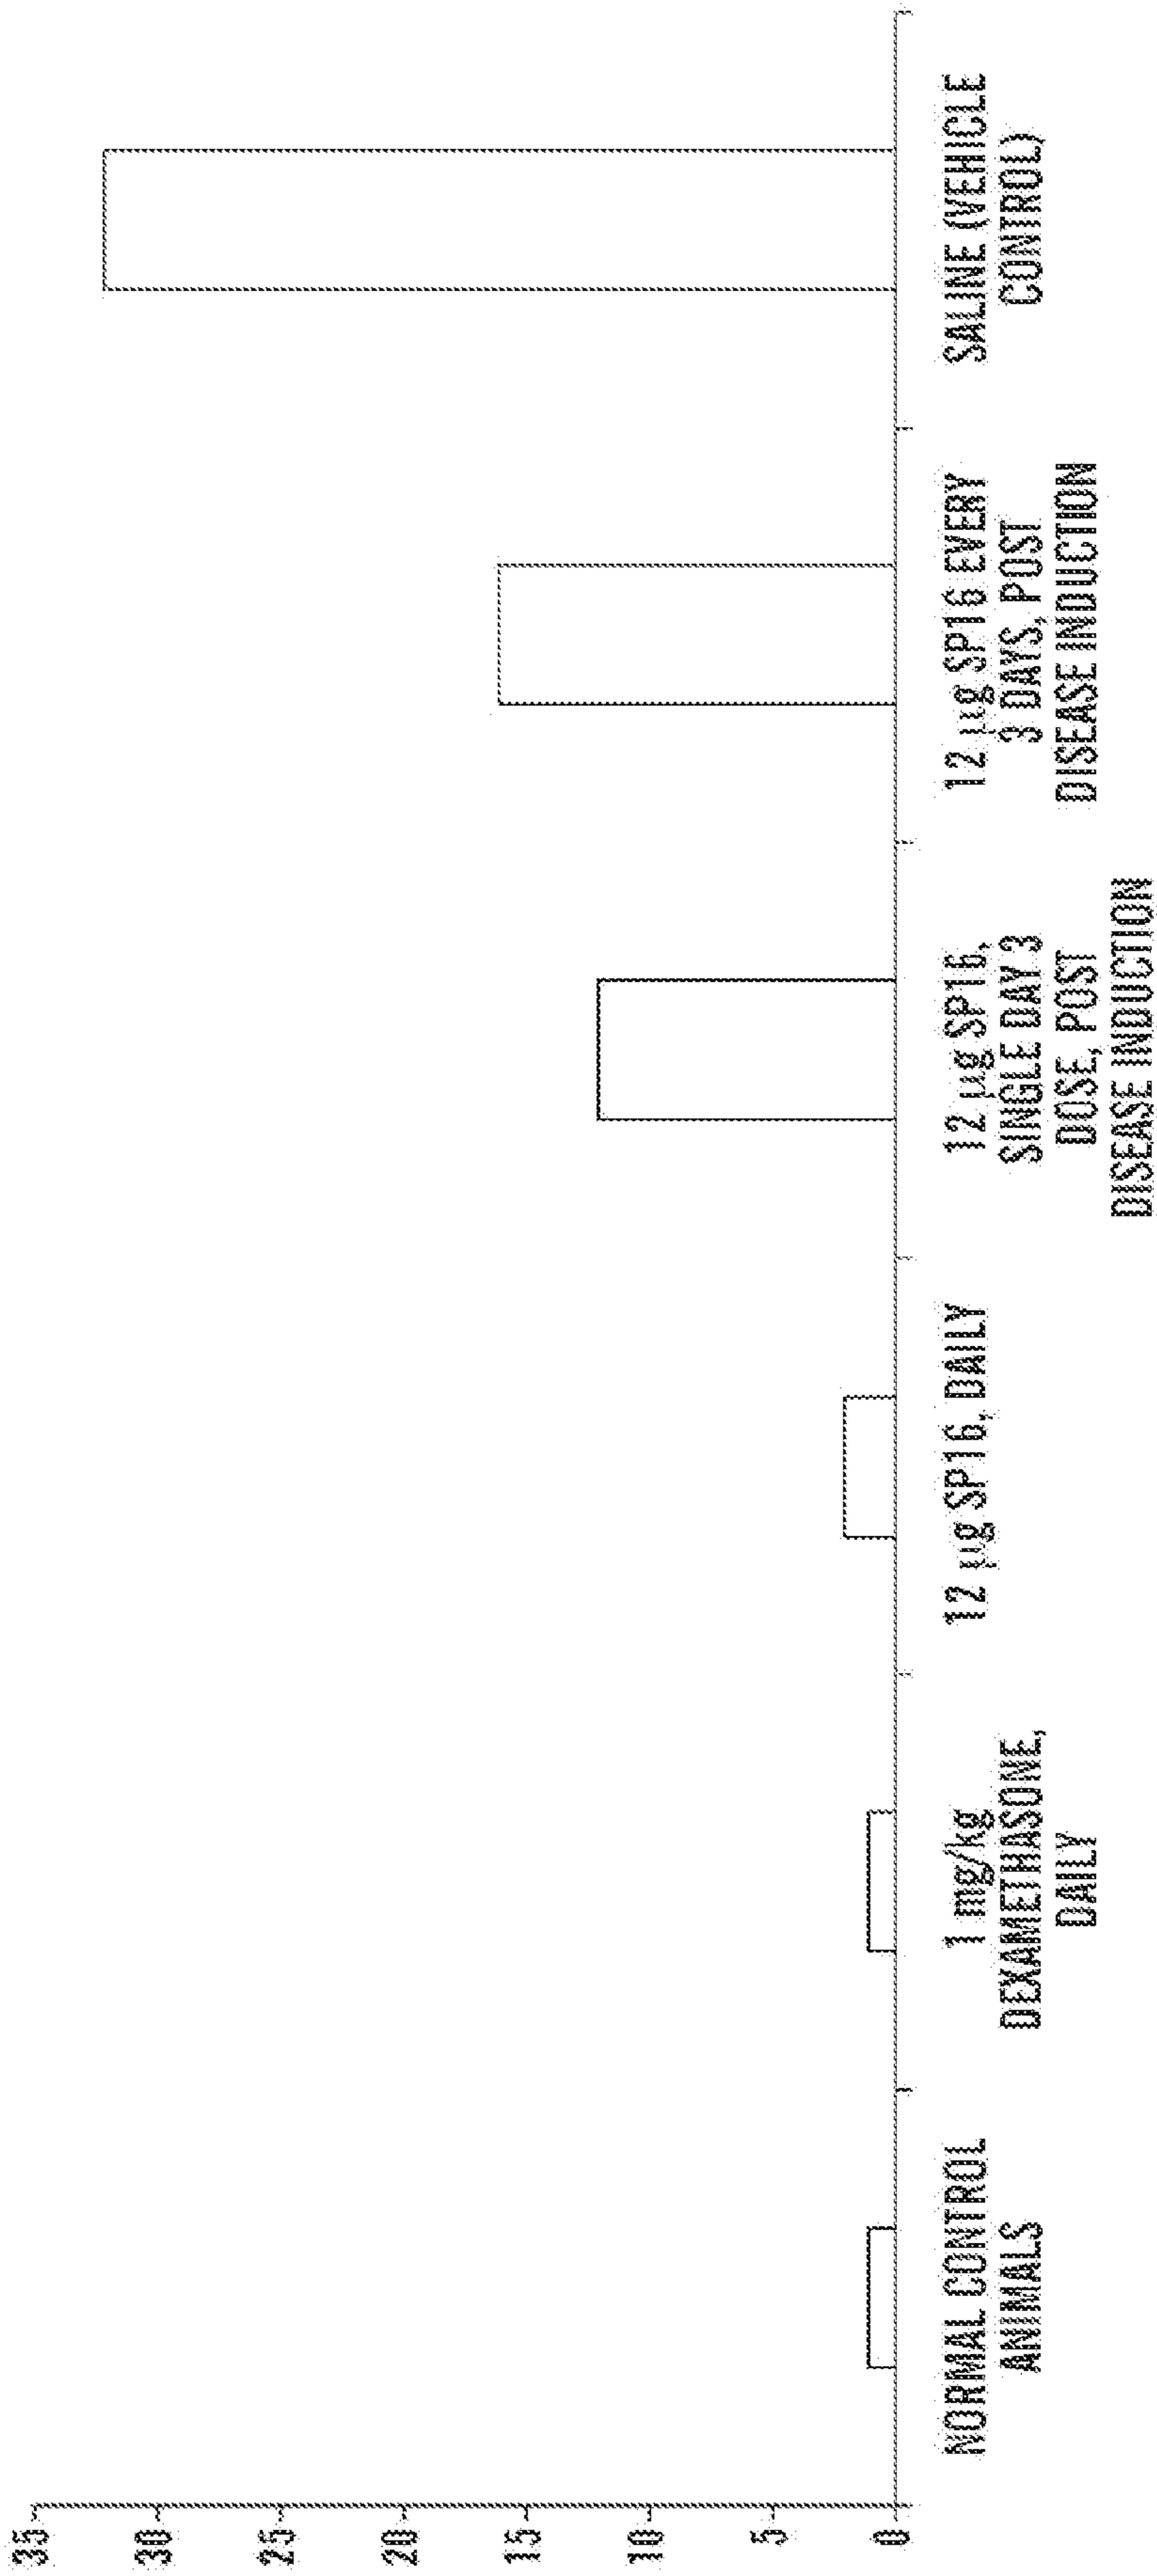 35
30
25
20
15
10
5
0
NORMAL CONTROL
ANIMALS
1 mg/kg
DEXAMETHASONE,
DAILY
12 µg SP16, DAILY
12 µg SP16,
SINGLE DAY 3
DOSE, POST
DISEASE INDUCTION
12 µg SP16 EVERY
3 DAYS, POST
DISEASE INDUCTION
SALINE (VEHICLE
CONTROL)